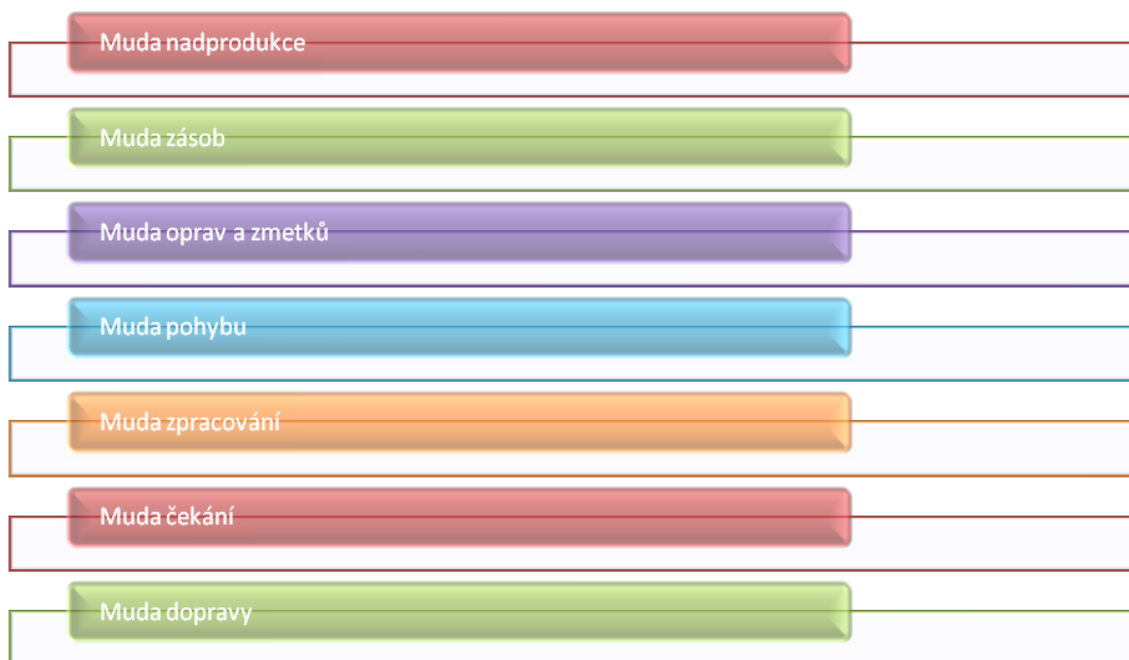 Muda nadprodukce
Muda zásob
Muda oprav a zmetků
Muda pohybu
Muda zpracování
Muda čekání
Muda dopravy